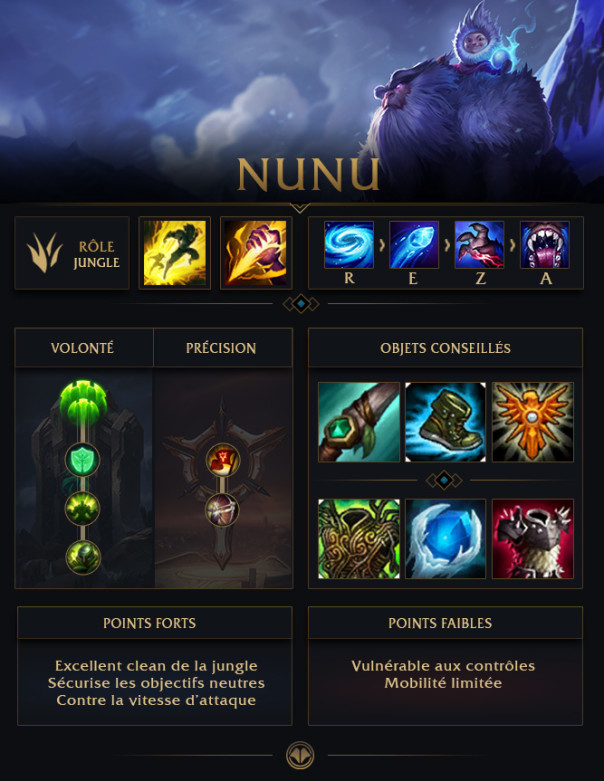 NUNU
RÔLE
JUNGLE
R E Z A
VOLONTÉ
PRÉCISION
OBJETS CONSEILLÉS
POINTS FORTS
Excellent clean de la jungle
Sécurise les objectifs neutres
Contre la vitesse d'attaque
POINTS FAIBLES
Vulnérable aux contrôles
Mobilité limitée